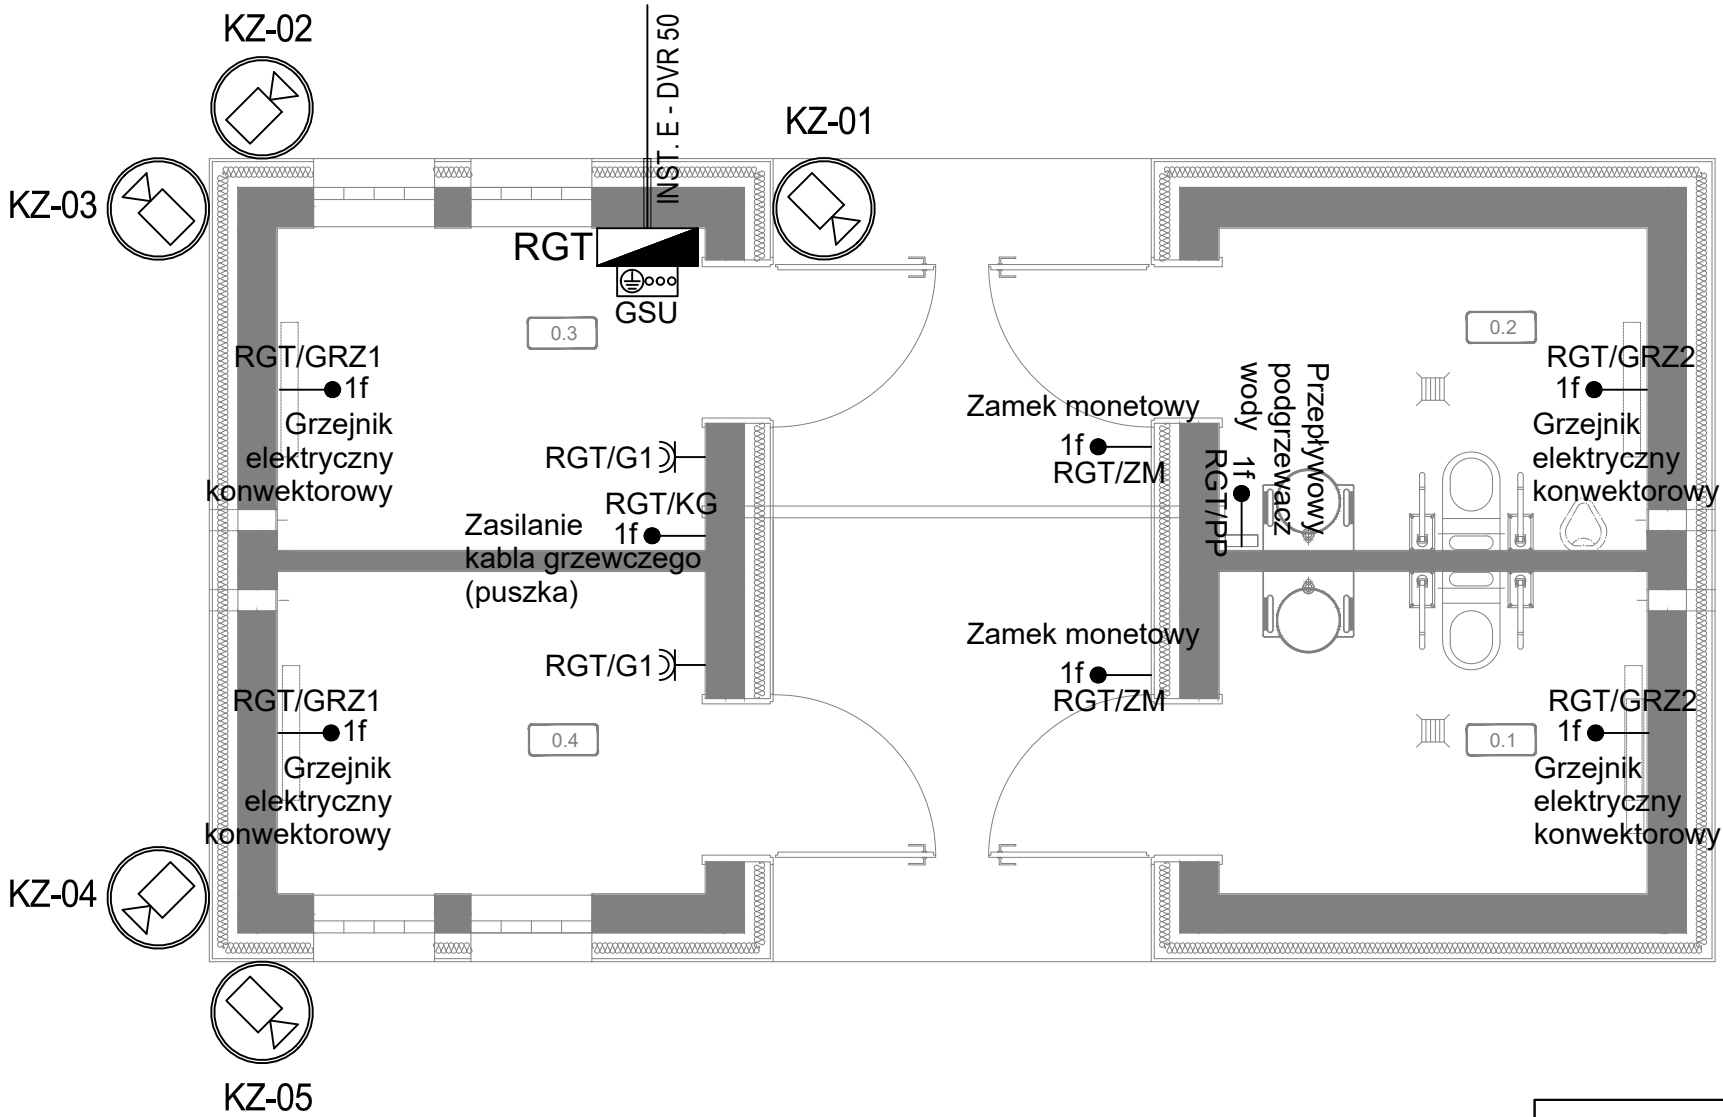 KZ-02
INST. E - DVR 50
KZ-01
KZ-03
RGT
GSU
0.3
0.2
RGT/GRZ1
1f
Grzejnik
elektryczny
konwektorowy
RGT/G1
RGT/KG
1f
Zasilanie
kabla grzewczego
(puszka)
Zamek monetowy
1f
RGT/ZM
Przepływowy
podgrzewacz
wody
1f
RGT/PP
RGT/GRZ2
1f
Grzejnik
elektryczny
konwektorowy
RGT/G1
Zamek monetowy
1f
RGT/ZM
RGT/GRZ1
1f
Grzejnik
elektryczny
konwektorowy
0.4
0.1
RGT/GRZ2
1f
Grzejnik
elektryczny
konwektorowy
KZ-04
KZ-05